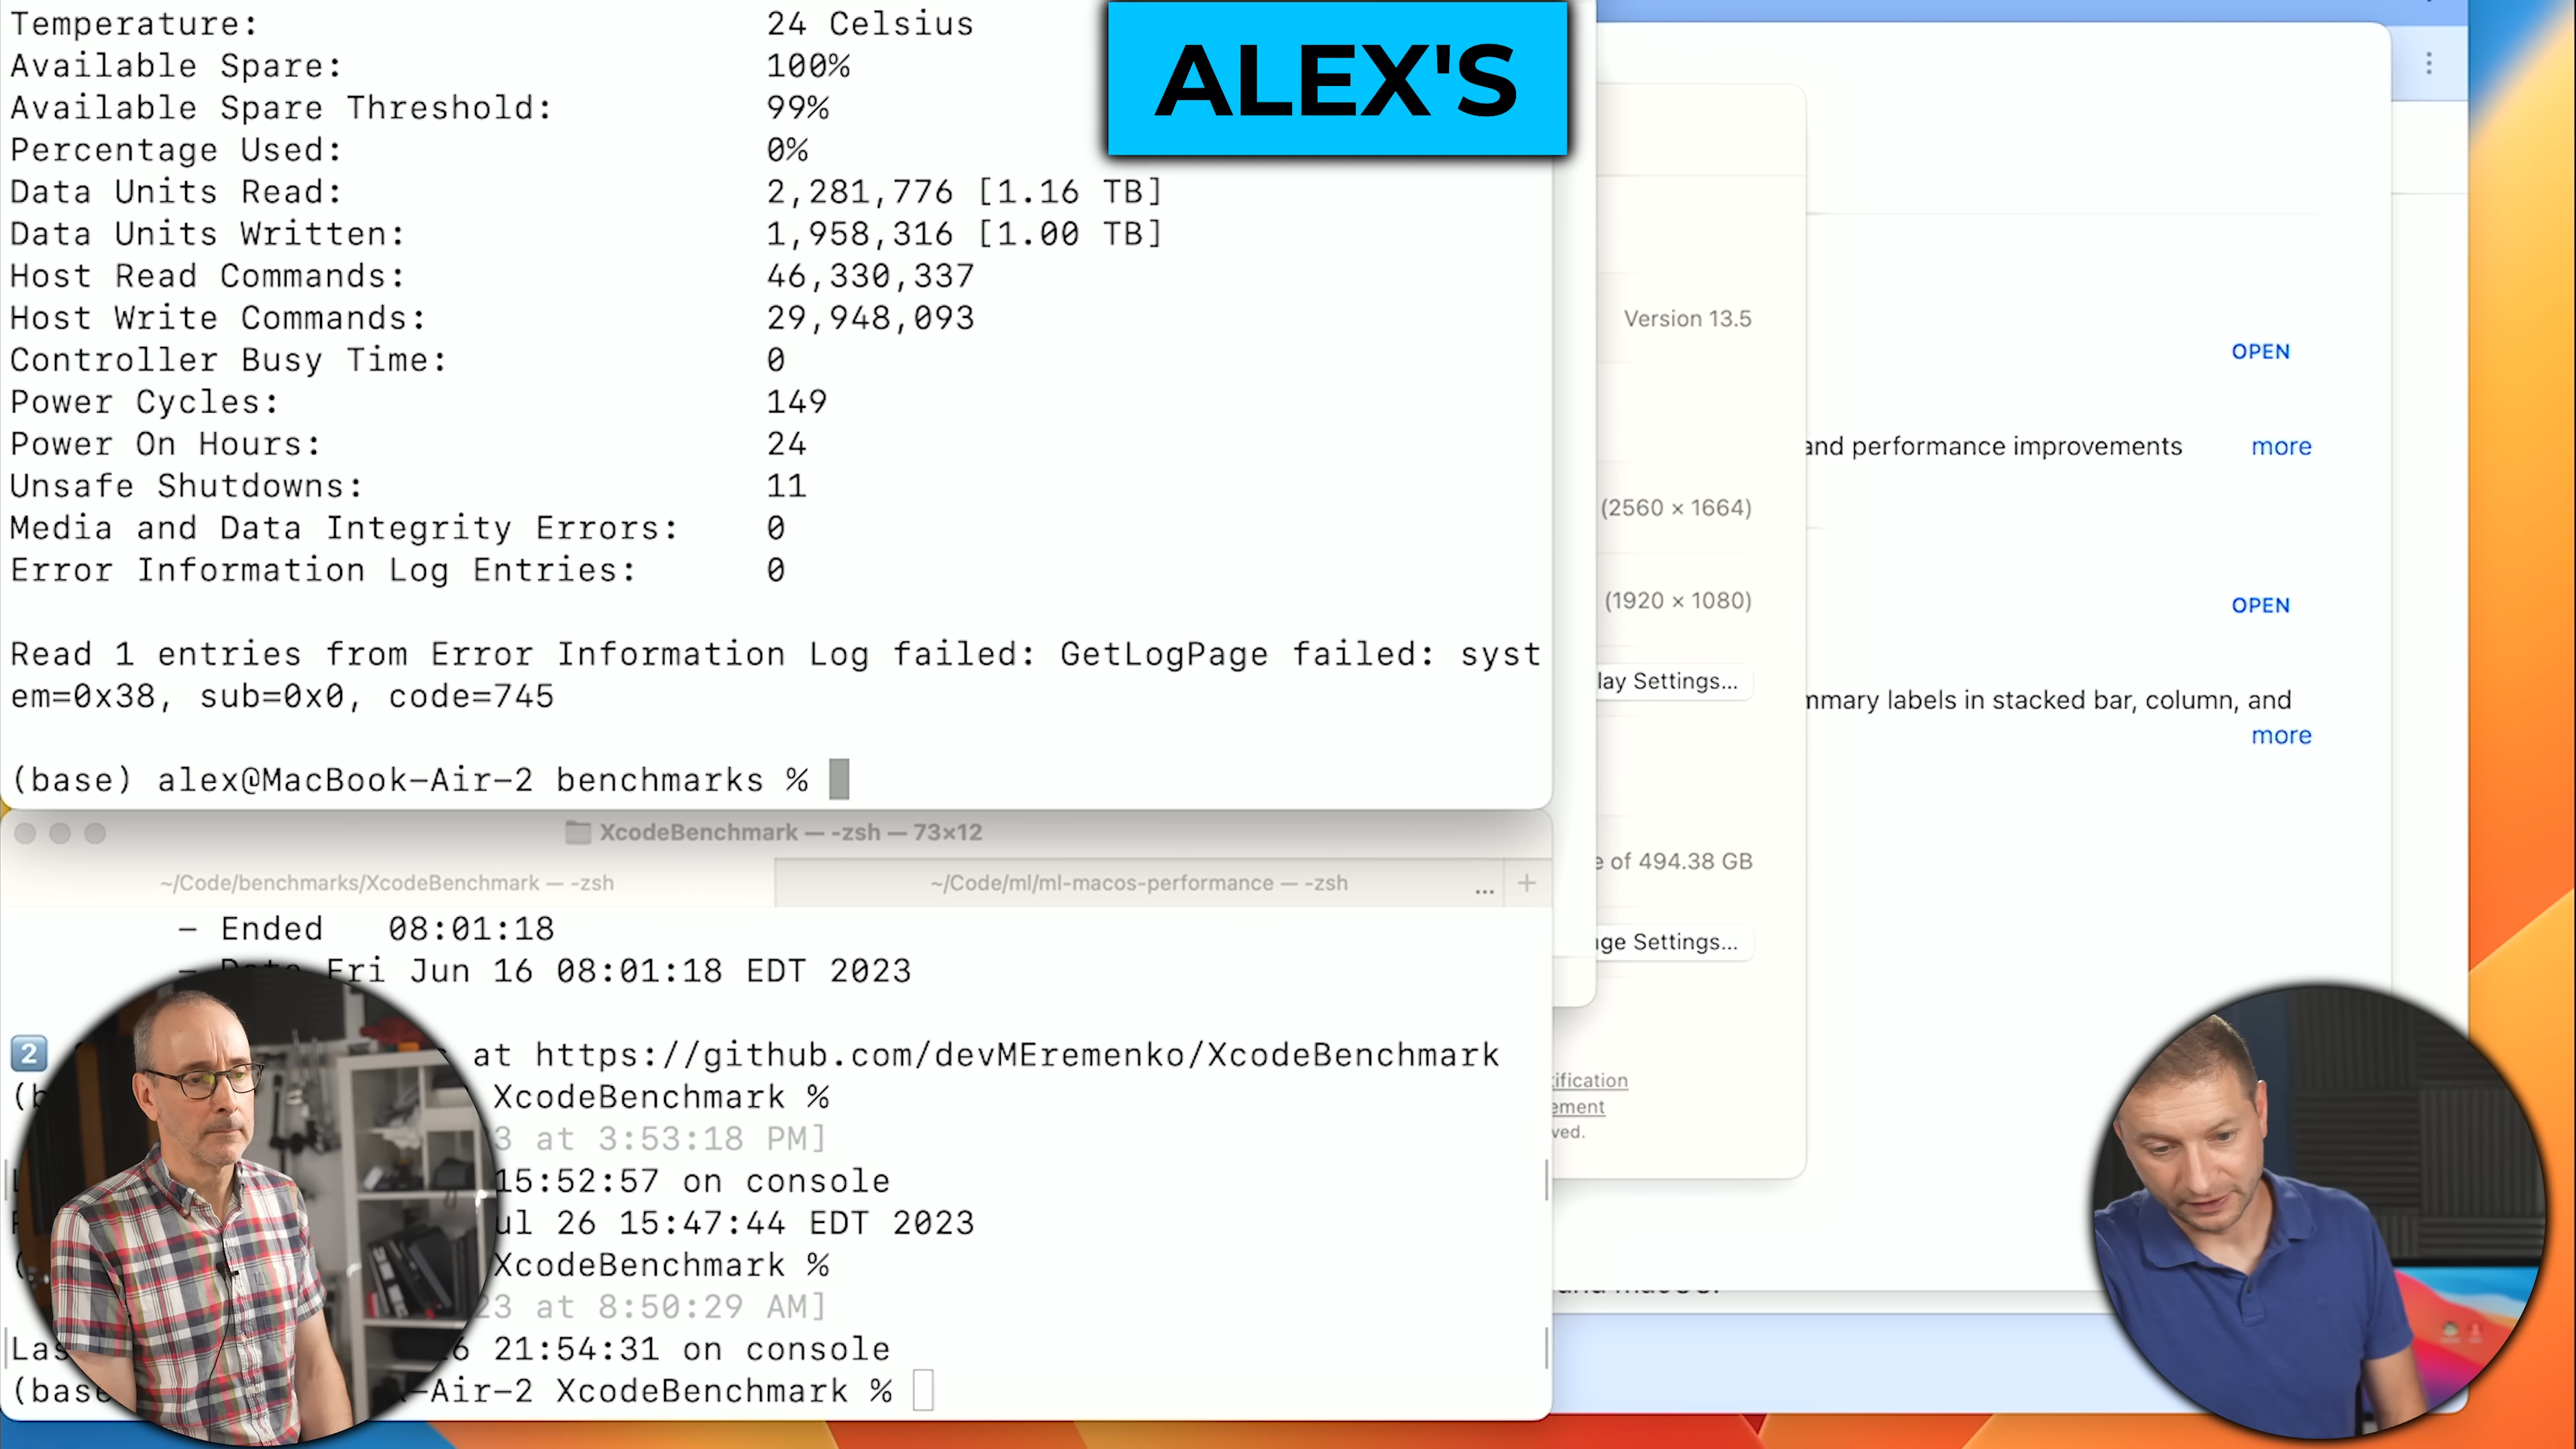 Temperature: 24 Celsius
Available Spare: 100%
Available Spare Threshold: 99%
Percentage Used: 0%
Data Units Read: 2,281,776 [1.16 TB]
Data Units Written: 1,958,316 [1.00 TB]
Host Read Commands: 46,330,337
Host Write Commands: 29,948,093
Controller Busy Time: 0
Power Cycles: 149
Power On Hours: 24
Unsafe Shutdowns: 11
Media and Data Integrity Errors: 0
Error Information Log Entries: 0
Read 1 entries from Error Information Log failed: GetLogPage failed: syst
em=0x38, sub=0x0, code=745
(base) alex@MacBook-Air-2 benchmarks %
ALEX'S
XcodeBenchmark — -zsh — 73×12
~/Code/benchmarks/XcodeBenchmark — -zsh
~/Code/ml/ml-macos-performance — -zsh
... +
– Ended 08:01:18
– Date Fri Jun 16 08:01:18 EDT 2023
2 at https://github.com/devMEremenko/XcodeBenchmark
XcodeBenchmark %
3 at 3:53:18 PM]
15:52:57 on console
ul 26 15:47:44 EDT 2023
XcodeBenchmark %
23 at 8:50:29 AM]
Las 6 21:54:31 on console
(base -Air-2 XcodeBenchmark %
Version 13.5
(2560 × 1664)
(1920 × 1080)
lay Settings...
e of 494.38 GB
ge Settings...
ification
ement
ved.
OPEN
and performance improvements more
OPEN
mmary labels in stacked bar, column, and
more